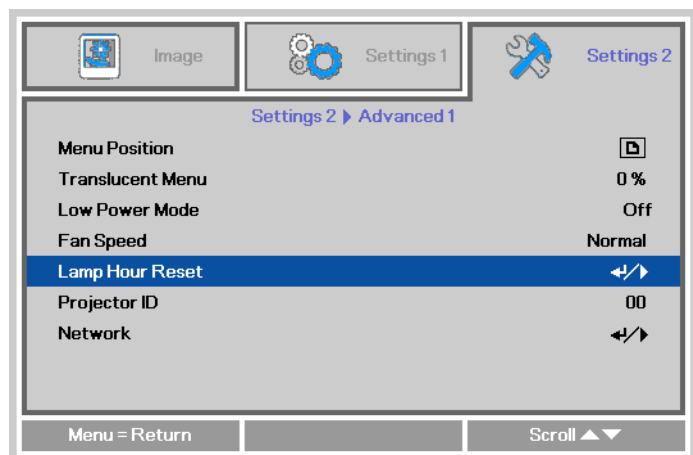 Image
Settings 1
Settings 2
Settings 2 ▶ Advanced 1
Menu Position
Translucent Menu 0 %
Low Power Mode Off
Fan Speed Normal
Lamp Hour Reset ↵/▶
Projector ID 00
Network ↵/▶
Menu = Return
Scroll ▲▼